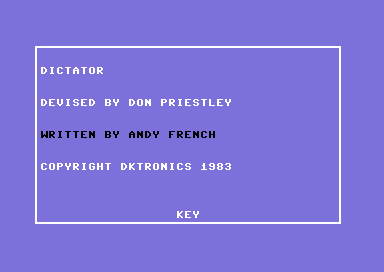 DICTATOR
DEVISED BY DON PRIESTLEY
WRITTEN BY ANDY FRENCH
COPYRIGHT DKTRONICS 1983
KEY